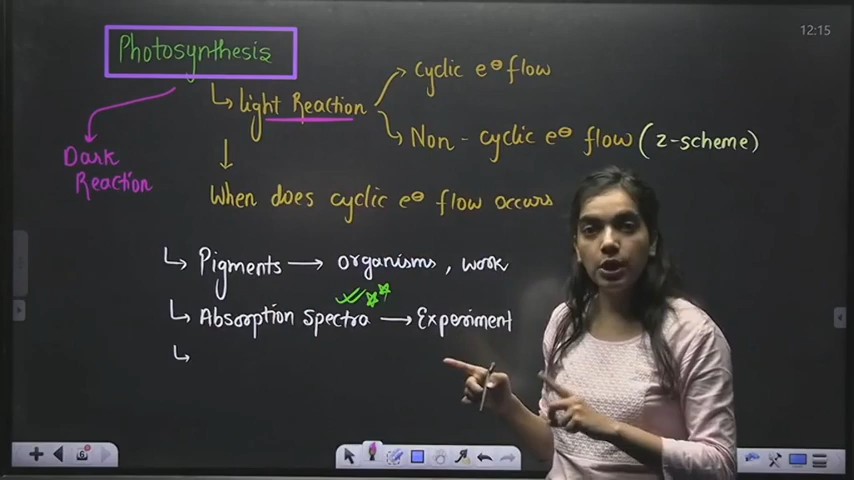 12:15
Photosynthesis
Light Reaction
Cyclic e⊖ flow
Non-cyclic e⊖ flow (z-scheme)
Dark
Reaction
When does cyclic e⊖ flow occurs
Pigments → organisms, work
Absorption Spectra → Experiment
6